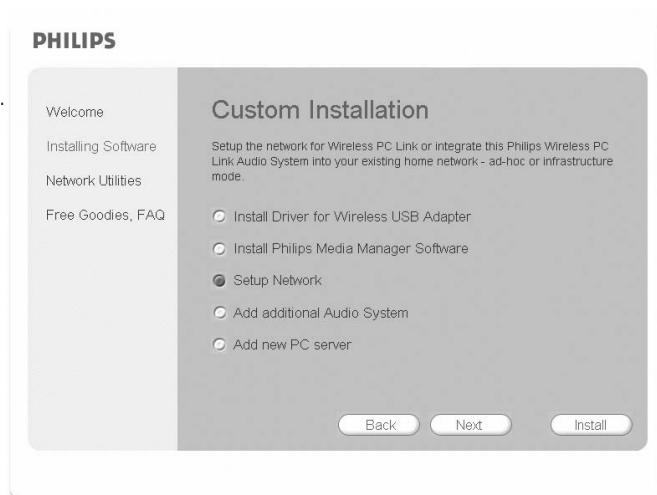 PHILIPS
Welcome
Installing Software
Network Utilities
Free Goodies, FAQ
Custom Installation
Setup the network for Wireless PC Link or integrate this Philips Wireless PC
Link Audio System into your existing home network - ad-hoc or infrastructure
mode.
Install Driver for Wireless USB Adapter
Install Philips Media Manager Software
Setup Network
Add additional Audio System
Add new PC server
Back
Next
Install